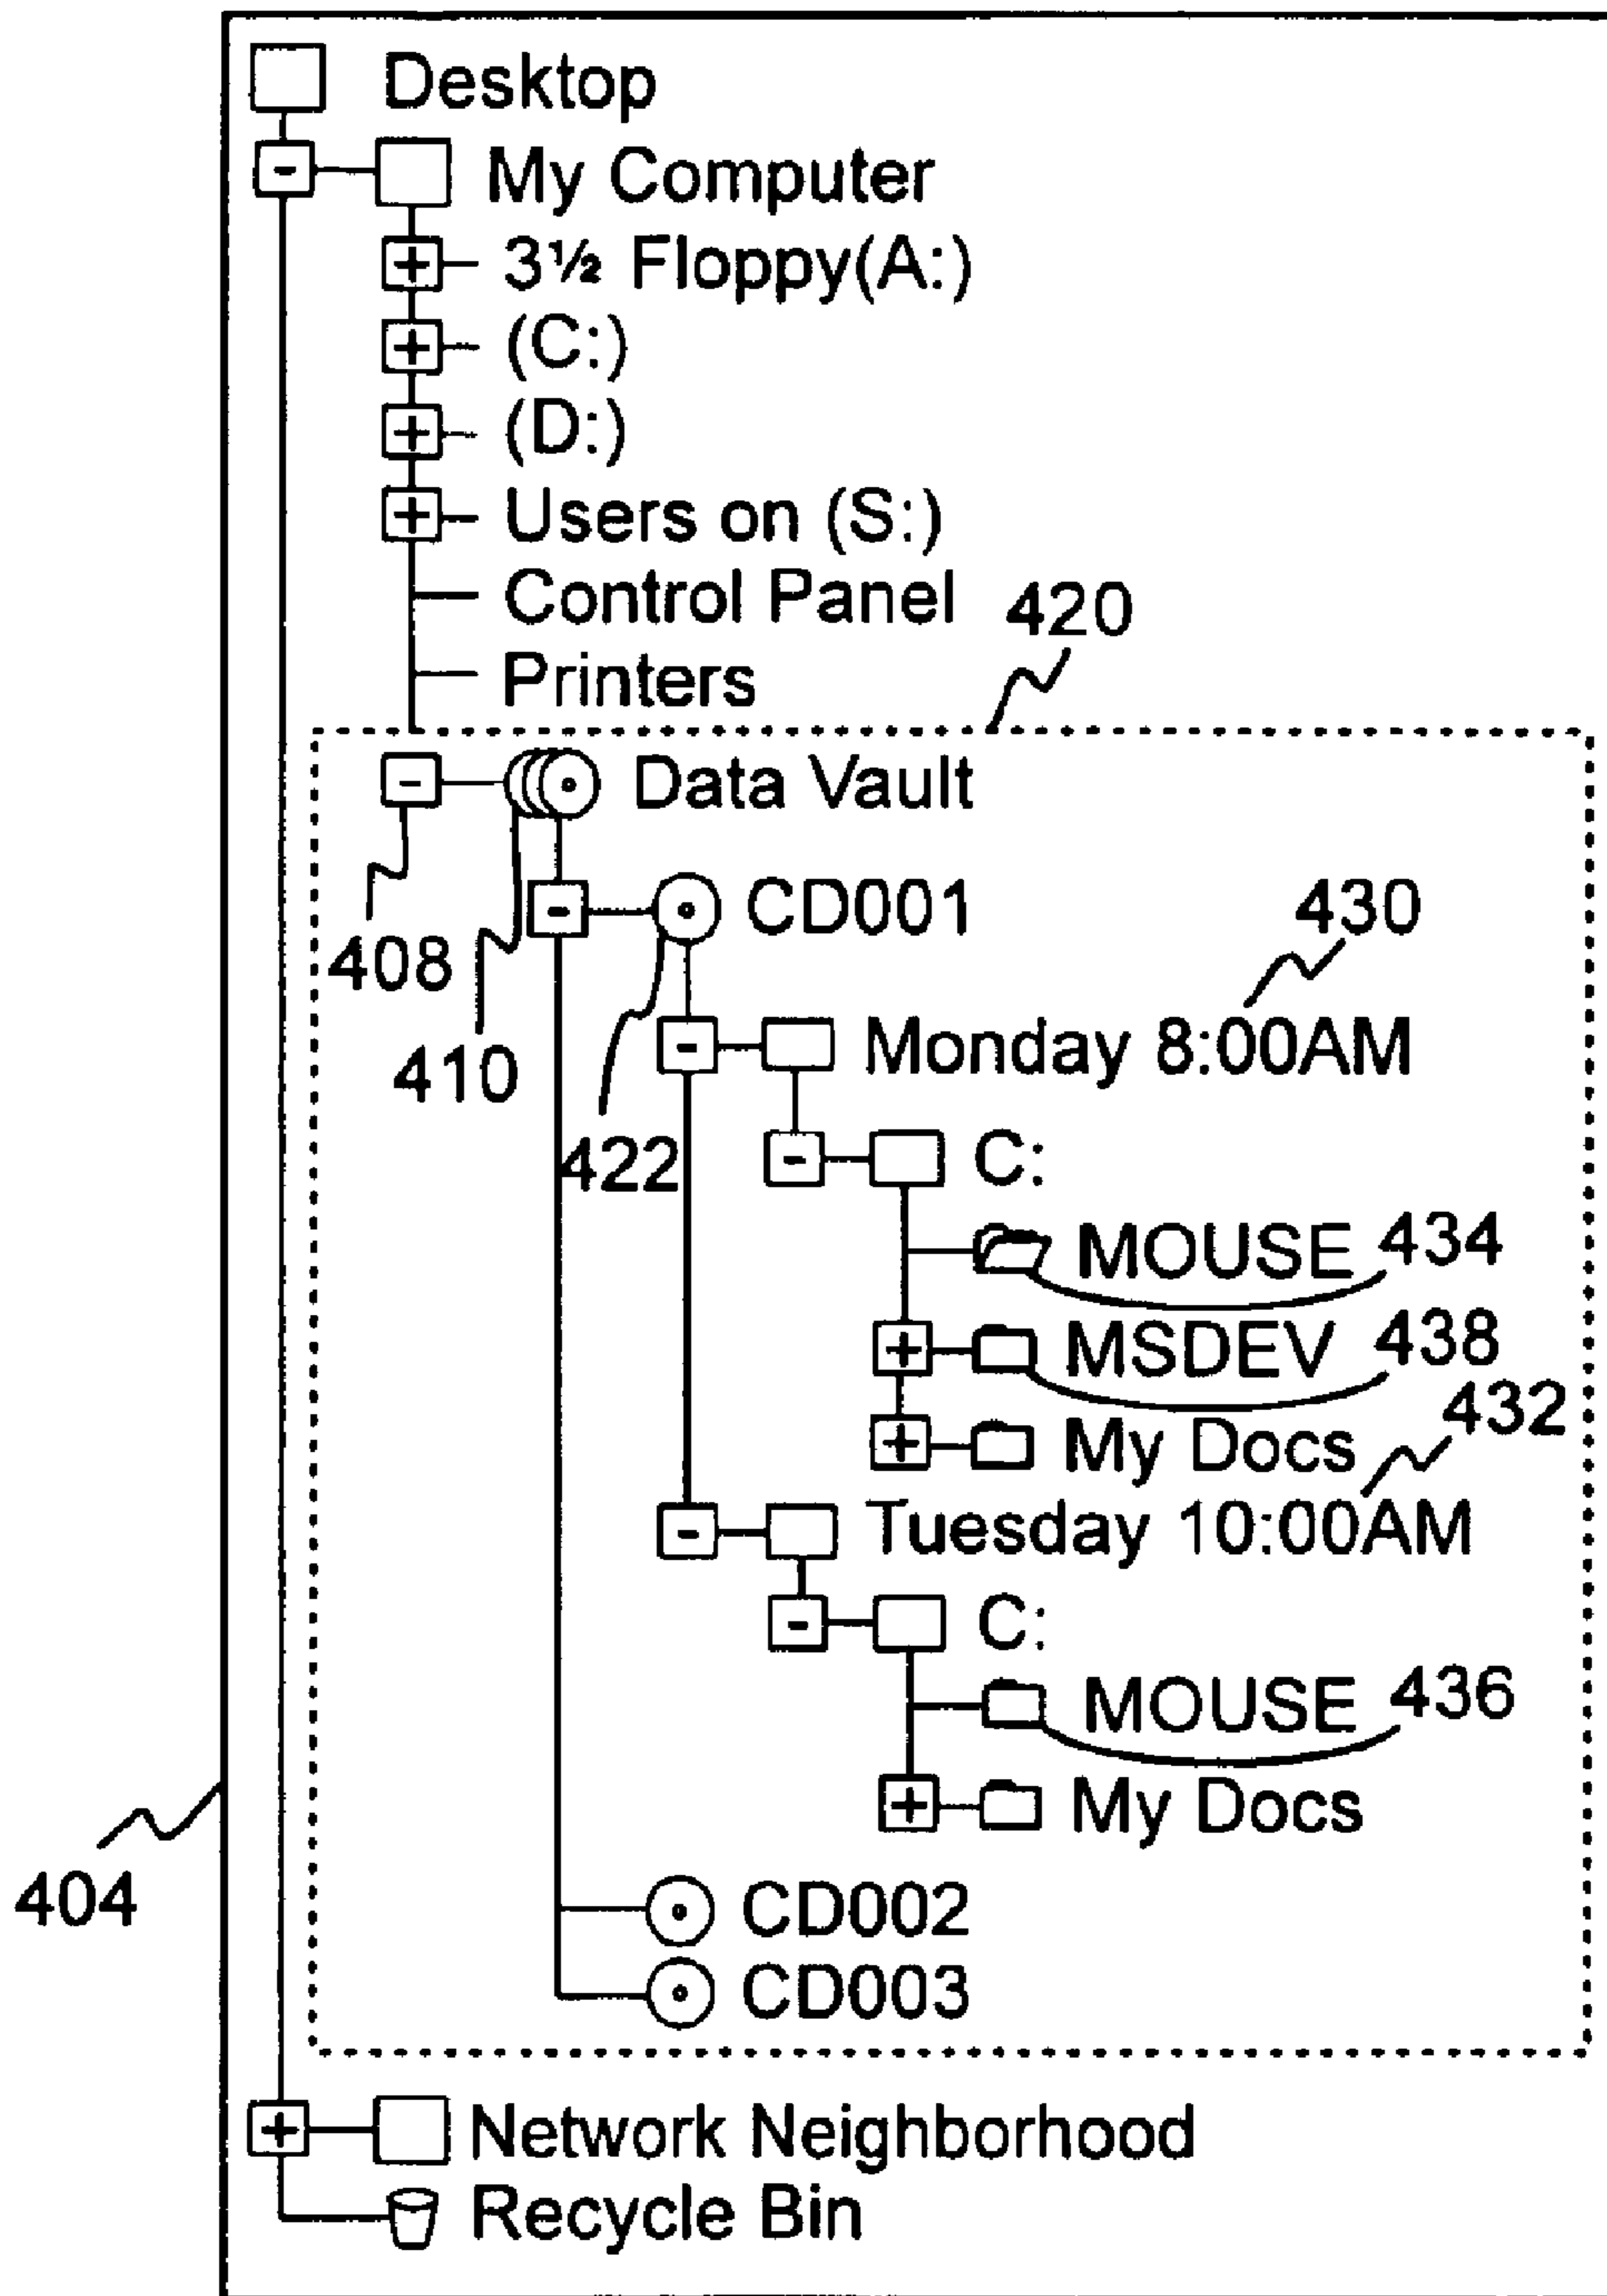 Desktop
My Computer
3½ Floppy(A:)
(C:)
(D:)
Users on (S:)
Control Panel
420
Printers
Data Vault
CD001
430
408
Monday 8:00AM
410
422
C:
MOUSE 434
MSDEV 438
432
My Docs
Tuesday 10:00AM
C:
MOUSE 436
My Docs
404
CD002
CD003
Network Neighborhood
Recycle Bin